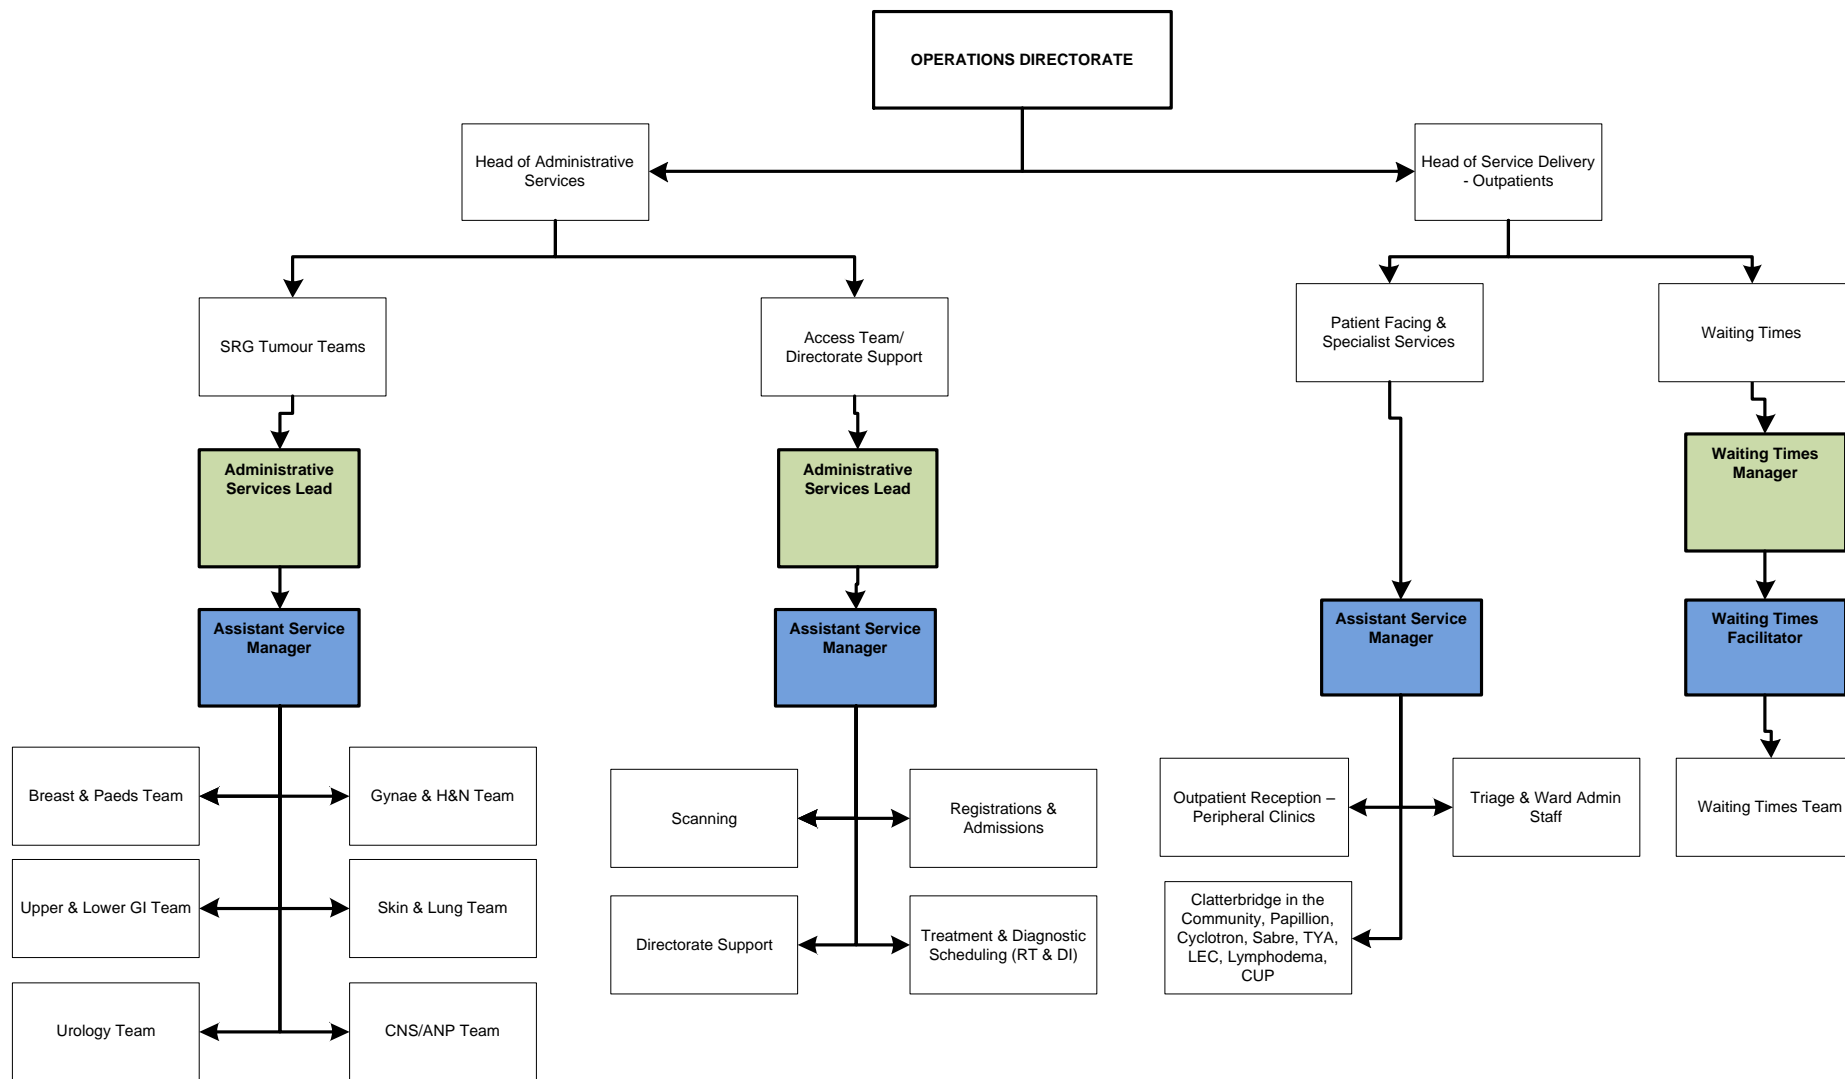 OPERATIONS DIRECTORATE
Head of Administrative
Services
Head of Service Delivery
- Outpatients
SRG Tumour Teams
Access Team/
Directorate Support
Patient Facing &
Specialist Services
Waiting Times
Administrative
Services Lead
Administrative
Services Lead
Waiting Times
Manager
Assistant Service
Manager
Assistant Service
Manager
Assistant Service
Manager
Waiting Times
Facilitator
Breast & Paeds Team
Gynae & H&N Team
Scanning
Registrations &
Admissions
Outpatient Reception –
Peripheral Clinics
Triage & Ward Admin
Staff
Waiting Times Team
Upper & Lower GI Team
Skin & Lung Team
Directorate Support
Treatment & Diagnostic
Scheduling (RT & DI)
Clatterbridge in the
Community, Papillion,
Cyclotron, Sabre, TYA,
LEC, Lymphodema,
CUP
Urology Team
CNS/ANP Team